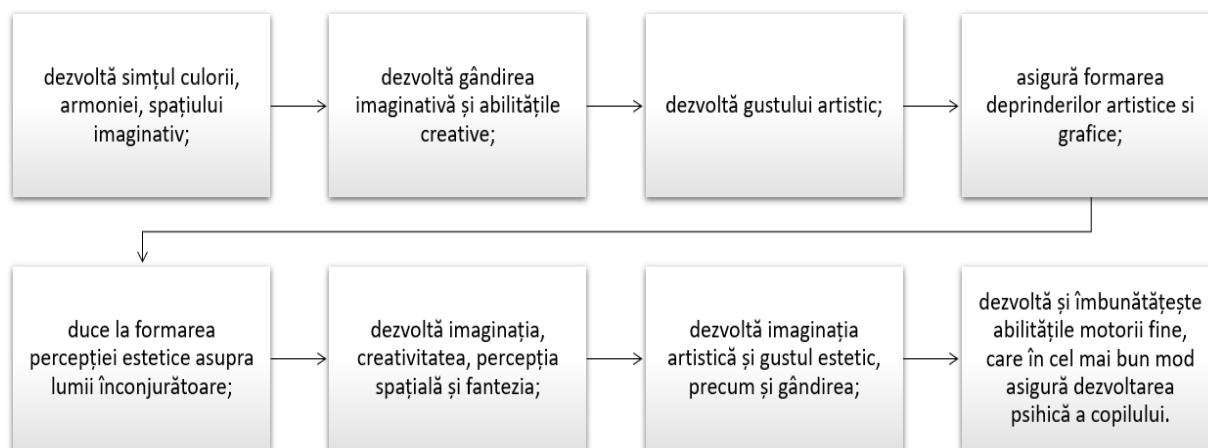 dezvoltă simțul culorii,
armoniei, spațiului
imaginativ;
dezvoltă gândirea
imaginativă și abilitățile
creative;
dezvoltă gustului artistic;
asigură formarea
deprinderilor artistice si
grafice;
duce la formarea
percepției estetice asupra
lumii înconjurătoare;
dezvoltă imaginația,
creativitatea, percepția
spațială și fantezia;
dezvoltă imaginația
artistică și gustul estetic,
precum și gândirea;
dezvoltă și îmbunătățește
abilitățile motorii fine,
care în cel mai bun mod
asigură dezvoltarea
psihică a copilului.